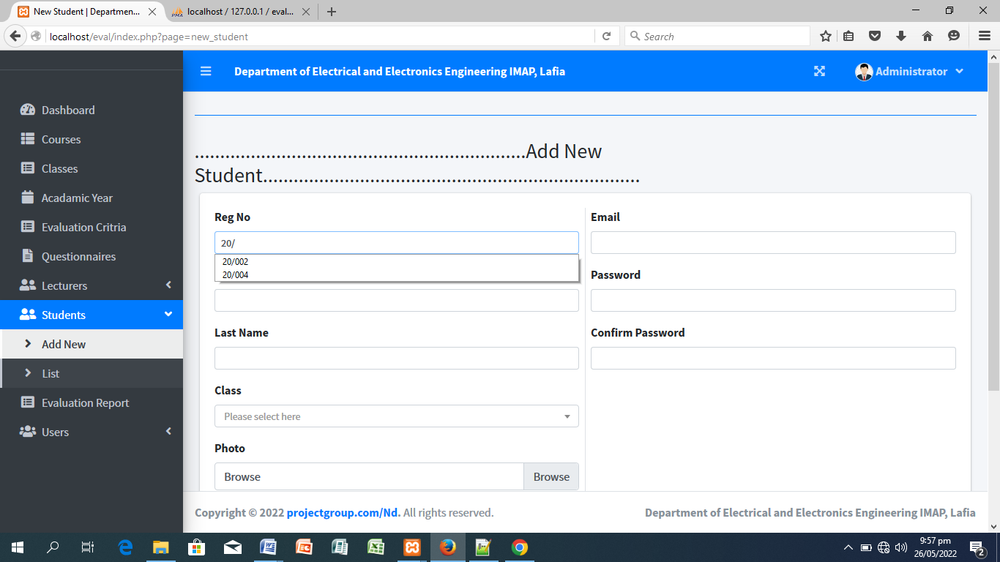 New Student | Departmen...
localhost / 127.0.0.1 / eval...
localhost/eval/index.php?page=new_student
Search
Department of Electrical and Electronics Engineering IMAP, Lafia
Administrator
Dashboard
Courses
Classes
Acadamic Year
Evaluation Critria
Questionnaires
Lecturers
Students
Add New
List
Evaluation Report
Users
.................................................................Add New
Student..........................................................................
Reg No
20/
20/002
20/004
Last Name
Class
Please select here
Photo
Browse
Browse
Email
Password
Confirm Password
Copyright © 2022 projectgroup.com/Nd. All rights reserved.
Department of Electrical and Electronics Engineering IMAP, Lafia
9:57 pm
26/05/2022
2